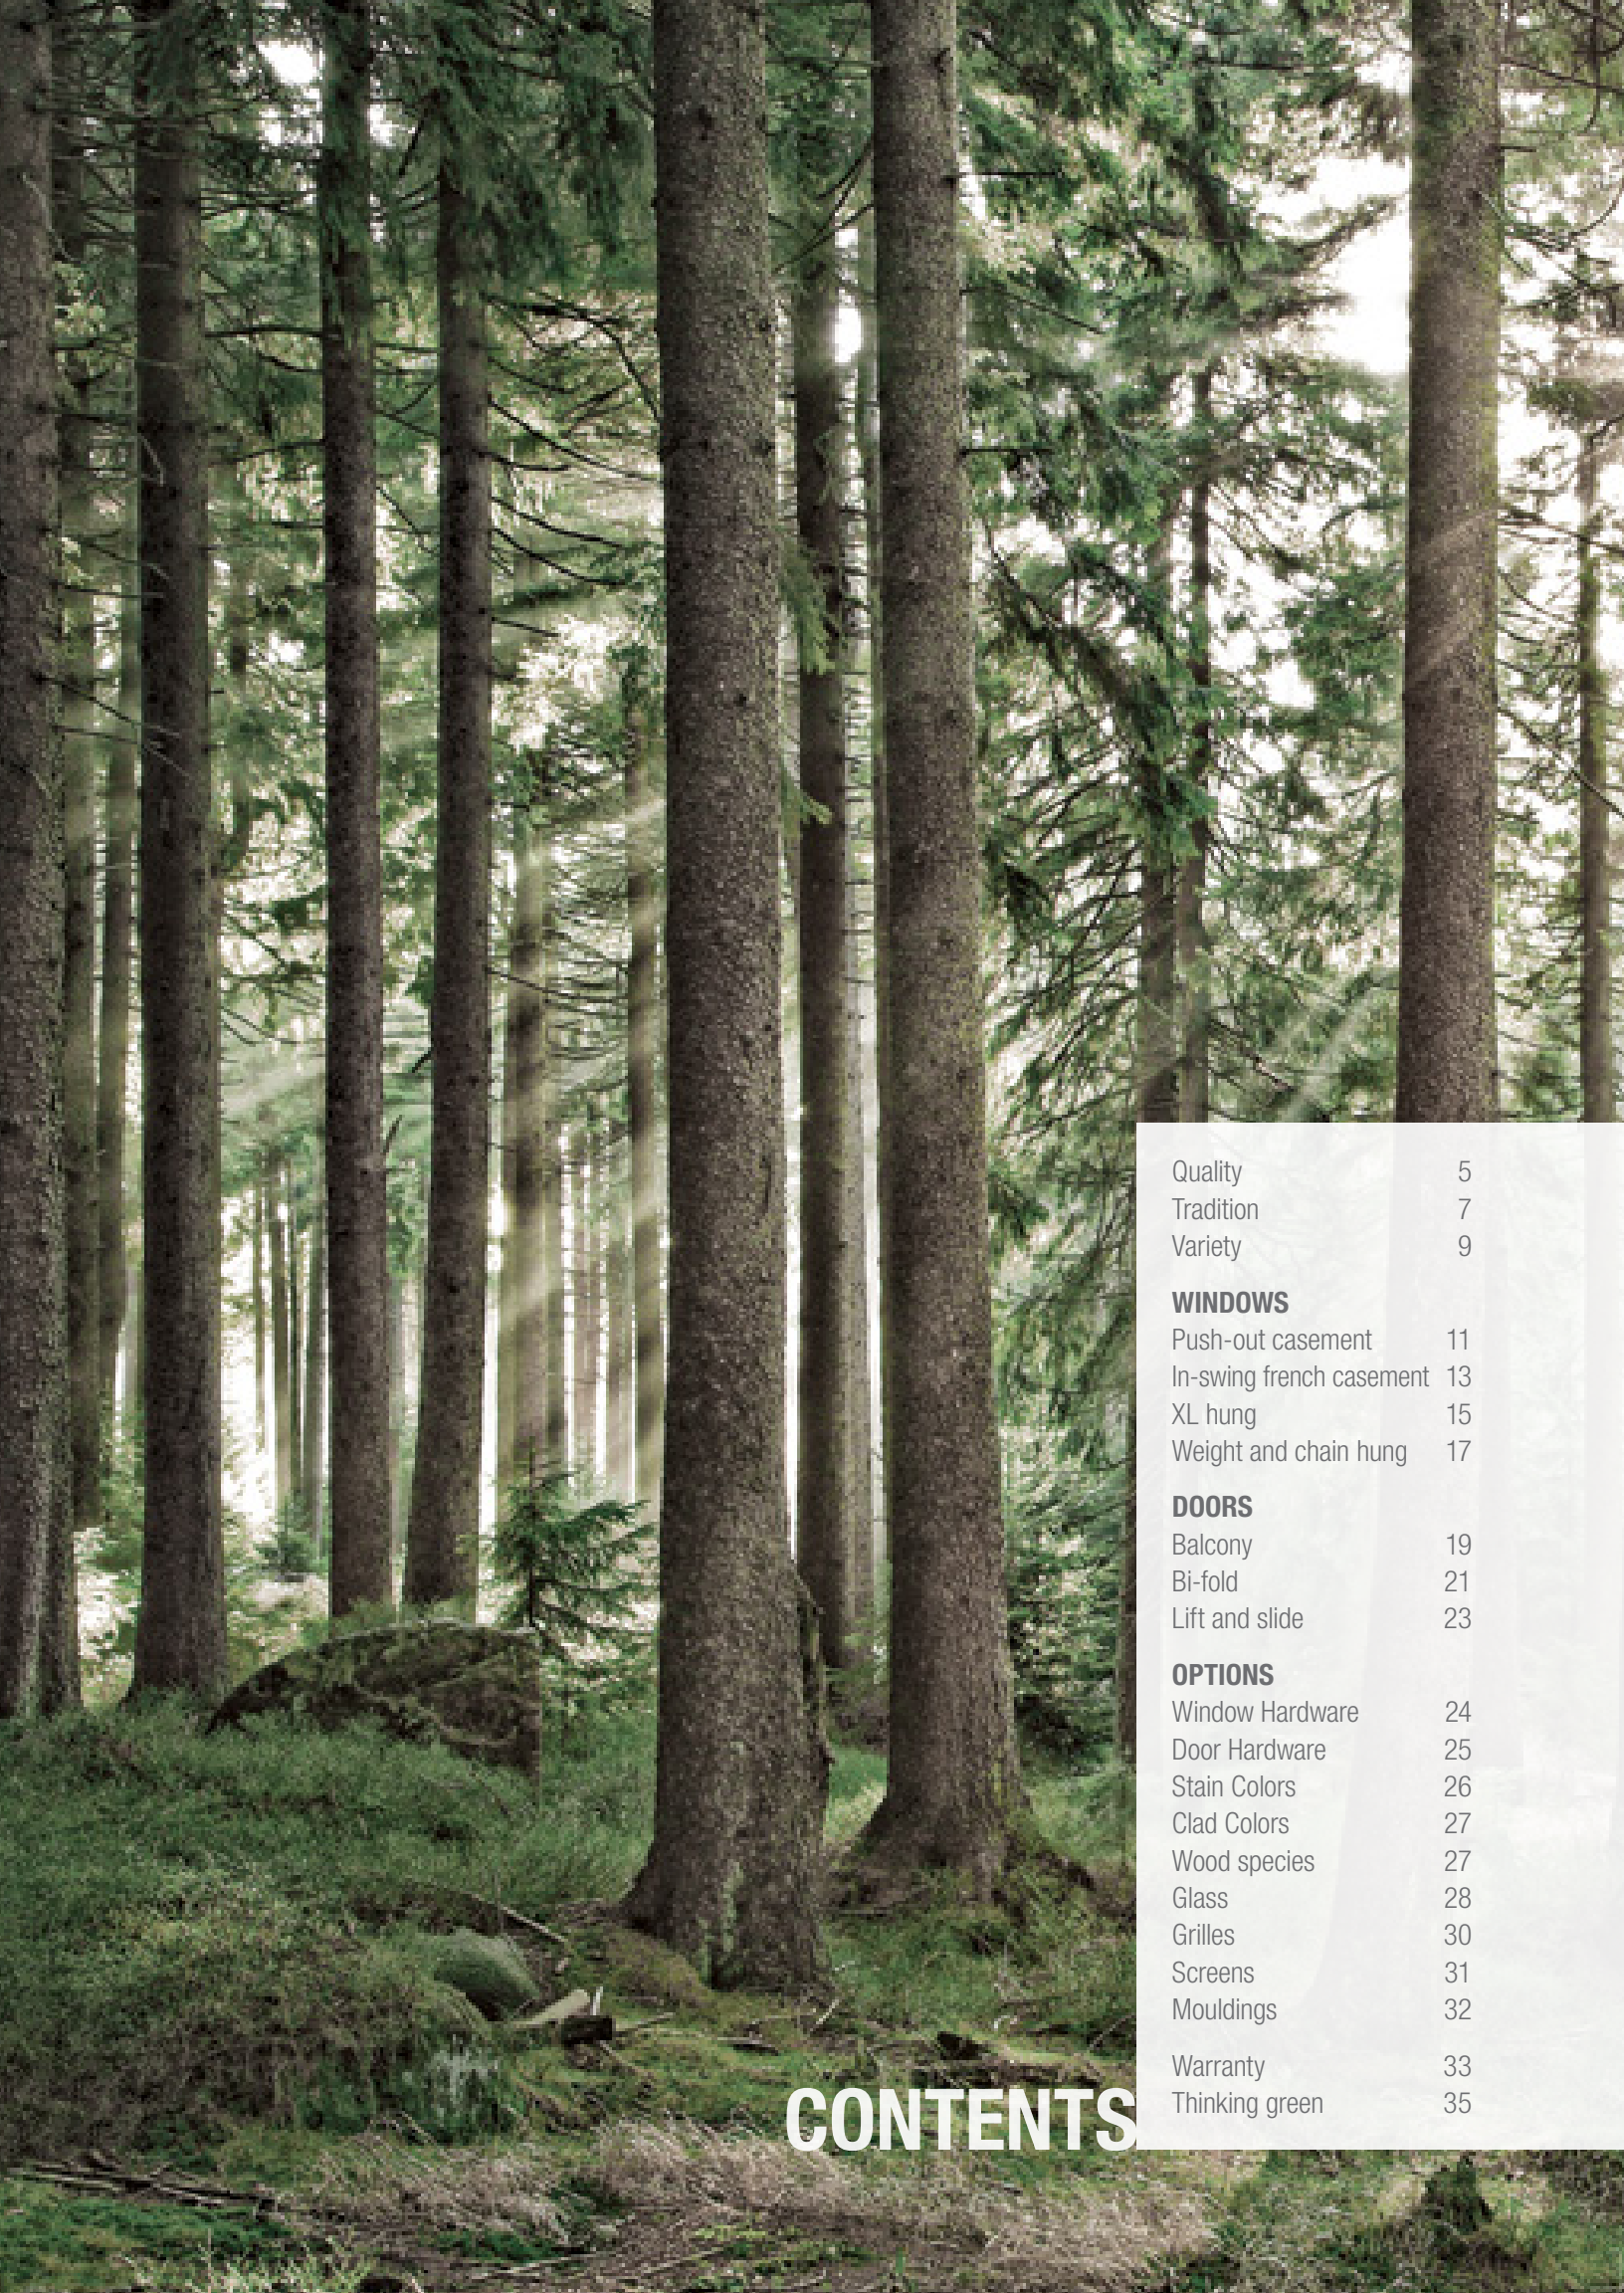 Quality 5
Tradition 7
Variety 9
WINDOWS
Push-out casement 11
In-swing french casement 13
XL hung 15
Weight and chain hung 17
DOORS
Balcony 19
Bi-fold 21
Lift and slide 23
OPTIONS
Window Hardware 24
Door Hardware 25
Stain Colors 26
Clad Colors 27
Wood species 27
Glass 28
Grilles 30
Screens 31
Mouldings 32
Warranty 33
Thinking green 35
CONTENTS